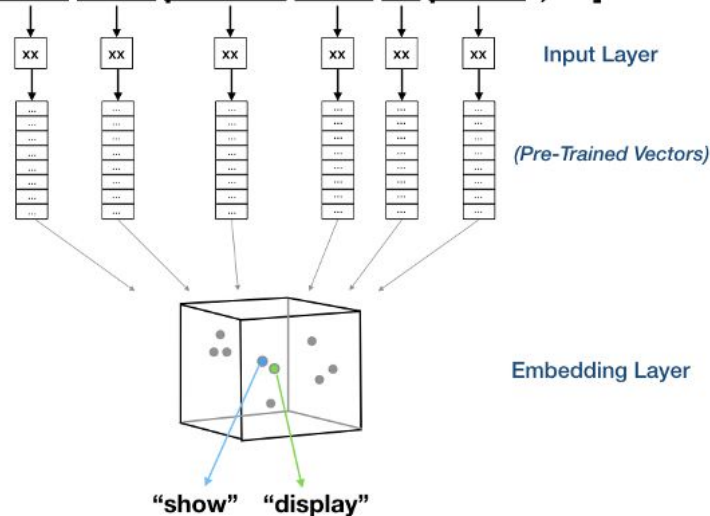 xx xx xx xx xx xx
Input Layer
(Pre-Trained Vectors)
Embedding Layer
"show" "display"